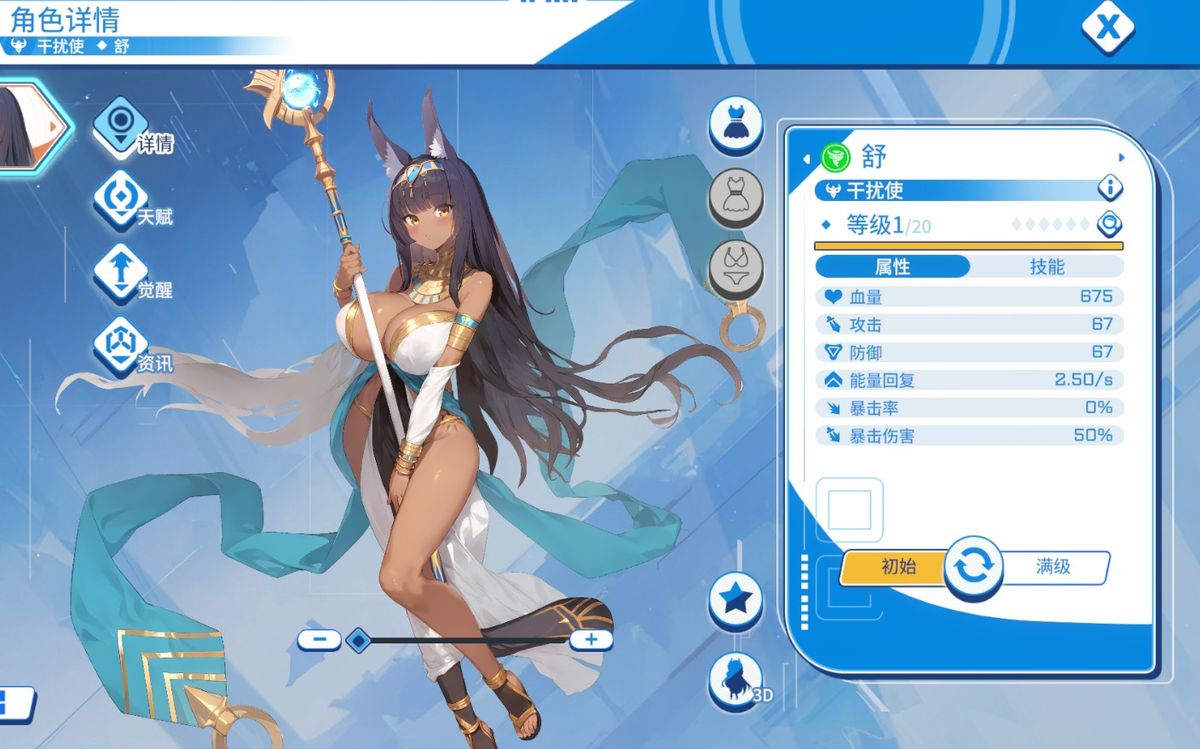 角色详情
干扰使 ◆ 舒
详情
天赋
觉醒
资讯
舒
干扰使
等级1/20
属性 技能
血量 675
攻击 67
防御 67
能量回复 2.50/s
暴击率 0%
暴击伤害 50%
初始 满级
3D